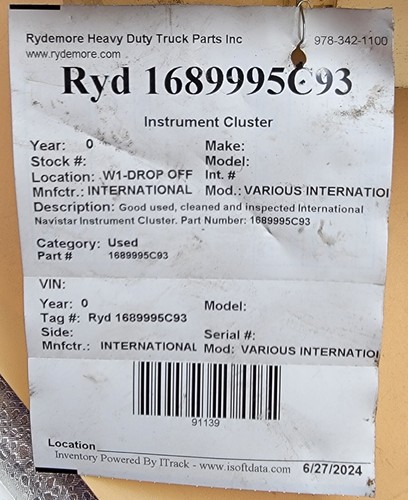 Rydemore Heavy Duty Truck Parts Inc 978-342-1100
www.rydemore.com
Ryd 1689995C93
Instrument Cluster
Year: 0 Make:
Stock #: Model:
Location: W1-DROP OFF Int. #
Mnfctr.: INTERNATIONAL Mod.: VARIOUS INTERNATIO
Description: Good used, cleaned and inspected International
Navistar Instrument Cluster. Part Number: 1689995C93
Category: Used
Part # 1689995C93
VIN:
Year: 0 Model:
Tag #: Ryd 1689995C93
Side: Serial #:
Mnfctr.: INTERNATIONAL Mod: VARIOUS INTERNATIO
91139
Location
Inventory Powered By ITrack - www.isoftdata.com 6/27/2024